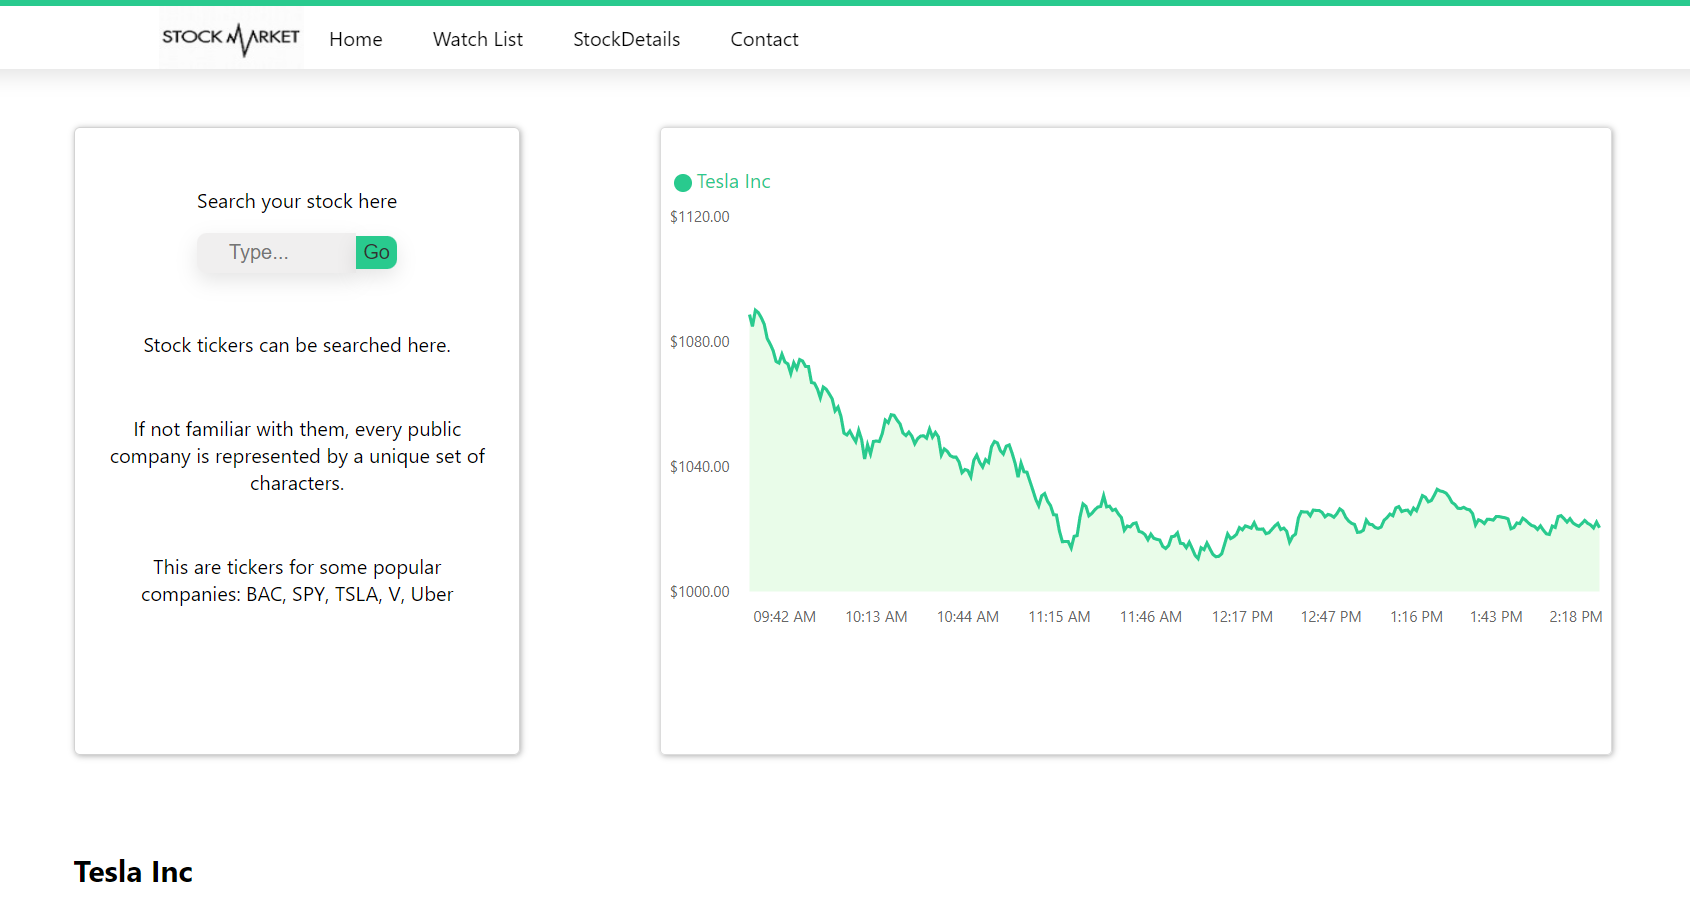 STOCK MARKET
Home
Watch List
StockDetails
Contact
Search your stock here
Type...
Go
Stock tickers can be searched here.
If not familiar with them, every public
company is represented by a unique set of
characters.
This are tickers for some popular
companies: BAC, SPY, TSLA, V, Uber
Tesla Inc
$1120.00
$1080.00
$1040.00
$1000.00
09:42 AM
10:13 AM
10:44 AM
11:15 AM
11:46 AM
12:17 PM
12:47 PM
1:16 PM
1:43 PM
2:18 PM
Tesla Inc